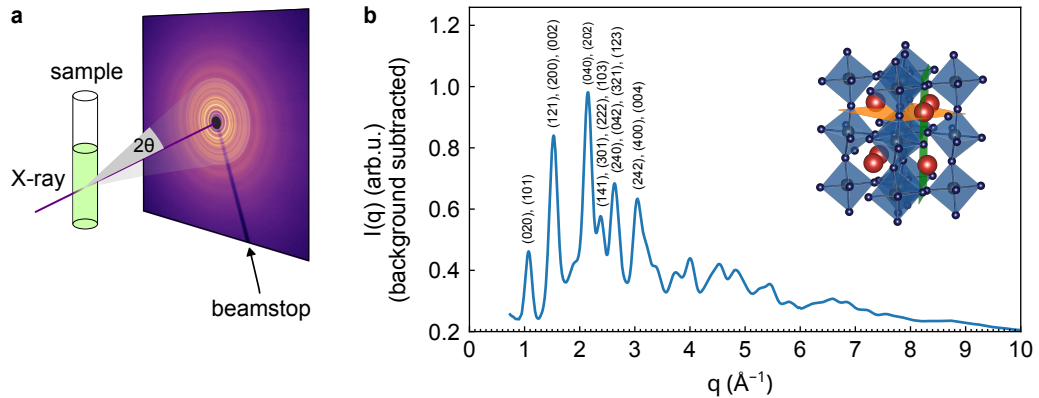 a
sample
2θ
X-ray
beamstop
b
I(q) (arb.u.)
(background subtracted)
1.2
1.0
0.8
0.6
0.4
0.2
(020), (101)
(121), (200), (002)
(040), (202)
(141), (301), (222), (103)
(240), (042), (321), (123)
(242), (400), (004)
0
1
2
3
4
5
6
7
8
9
10
q (Å⁻¹)